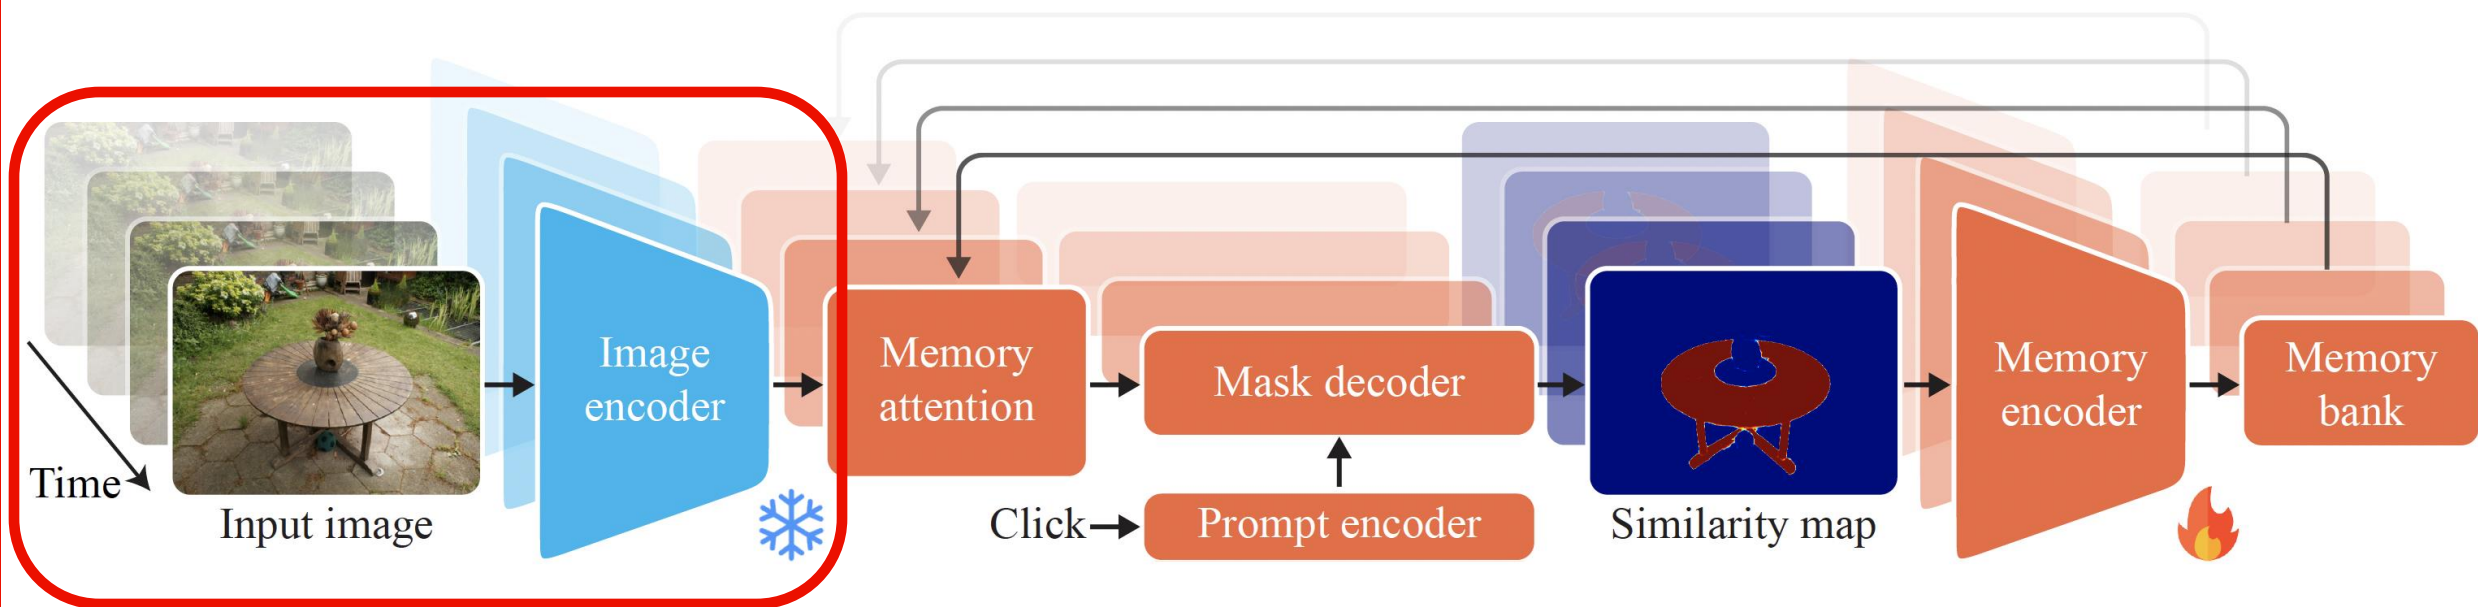 Time
Input image
Image
encoder
Memory
attention
Mask decoder
Click
Prompt encoder
Similarity map
Memory
encoder
Memory
bank